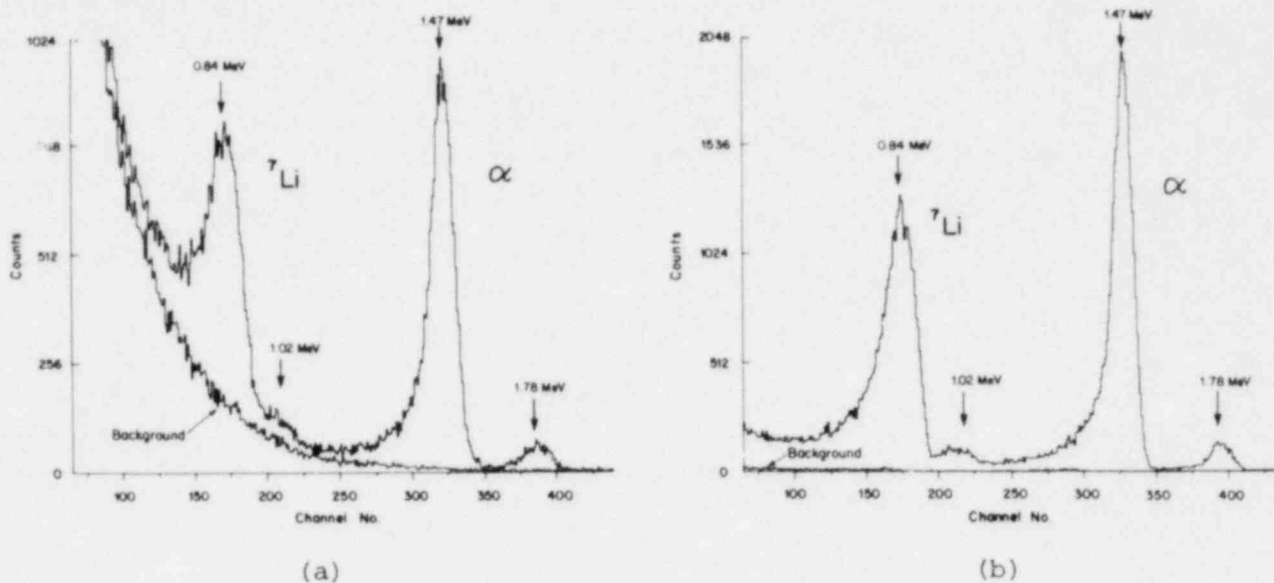 1.47 MeV
1024
0.84 MeV
⁷Li
α
512
Counts
256
1.02 MeV
1.78 MeV
Background
0
100
150
200
250
300
350
400
Channel No.
(a)
1.47 MeV
2048
1536
0.84 MeV
⁷Li
α
1024
Counts
512
1.02 MeV
1.78 MeV
Background
0
100
150
200
250
300
350
400
Channel No.
(b)